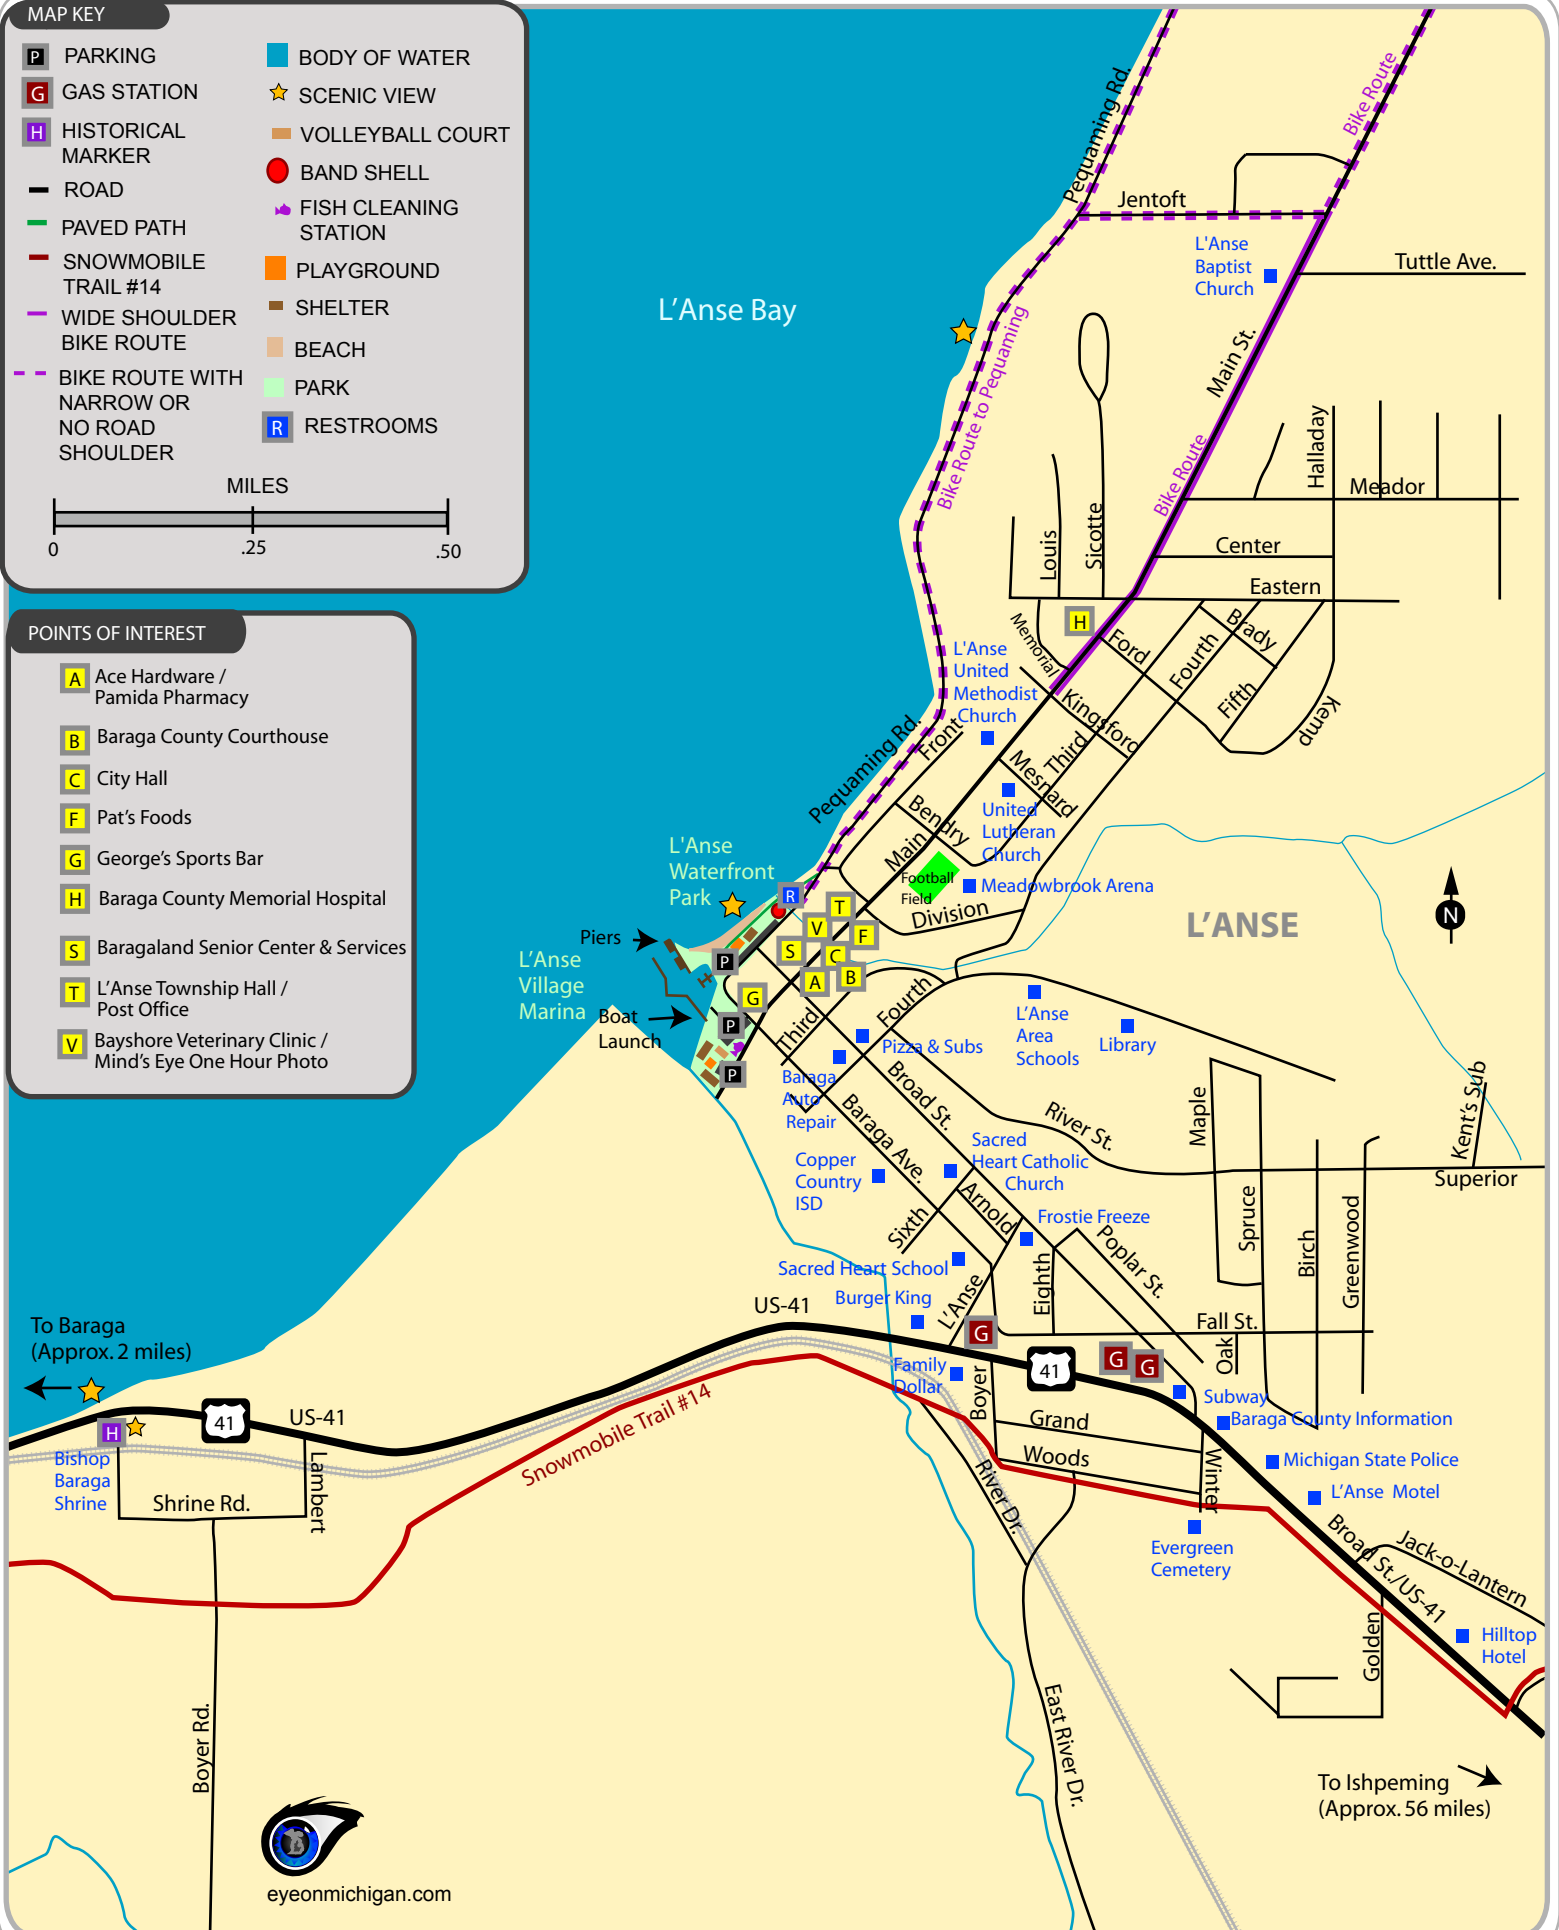 MAP KEY
P PARKING
G GAS STATION
H HISTORICAL
MARKER
ROAD
PAVED PATH
SNOWMOBILE
TRAIL #14
WIDE SHOULDER
BIKE ROUTE
BIKE ROUTE WITH
NARROW OR
NO ROAD
SHOULDER
BODY OF WATER
SCENIC VIEW
VOLLEYBALL COURT
BAND SHELL
FISH CLEANING
STATION
PLAYGROUND
SHELTER
BEACH
PARK
R RESTROOMS
MILES
0 .25 .50
POINTS OF INTEREST
A Ace Hardware /
Pamida Pharmacy
B Baraga County Courthouse
C City Hall
F Pat's Foods
G George's Sports Bar
H Baraga County Memorial Hospital
S Baragaland Senior Center & Services
T L'Anse Township Hall /
Post Office
V Bayshore Veterinary Clinic /
Mind's Eye One Hour Photo
L'Anse Bay
Pequaming Rd.
Bike Route
Jentoft
L'Anse
Baptist
Church
Tuttle Ave.
Main St.
Bike Route to Pequaming
Bike Route
Halladay
Meador
Louis
Sicotte
Center
Eastern
H
Memorial
Ford
Brady
Fourth
Fifth
Kemp
L'Anse
United
Methodist
Church
Kingsford
Third
Mesnard
Front
Pequaming Rd.
Bendry
Main
United
Lutheran
Church
Football
Field
Meadowbrook Arena
Division
L'Anse
Waterfront
Park
R
T
V
F
S
C
A
B
G
P
P
P
Piers
L'Anse
Village
Marina
Boat
Launch
L'ANSE
N
Third
Fourth
Pizza & Subs
L'Anse
Area
Schools
Library
Baraga
Auto
Repair
Broad St.
River St.
Baraga Ave.
Maple
Kent's Sub
Superior
Copper
Country
ISD
Sacred
Heart Catholic
Church
Arnold
Sixth
Frostie Freeze
Poplar St.
Spruce
Birch
Greenwood
Sacred Heart School
Eighth
L'Anse
Burger King
US-41
G
Fall St.
Oak
To Baraga
(Approx. 2 miles)
41
G
G
Family
Dollar
Boyer
Subway
Baraga County Information
Grand
Woods
Winter
Michigan State Police
L'Anse Motel
41
US-41
H
Bishop
Baraga
Shrine
Shrine Rd.
Lambert
Snowmobile Trail #14
River Dr.
Evergreen
Cemetery
Broad St./US-41
Jack-o-Lantern
Golden
Hilltop
Hotel
Boyer Rd.
East River Dr.
To Ishpeming
(Approx. 56 miles)
eyeonmichigan.com